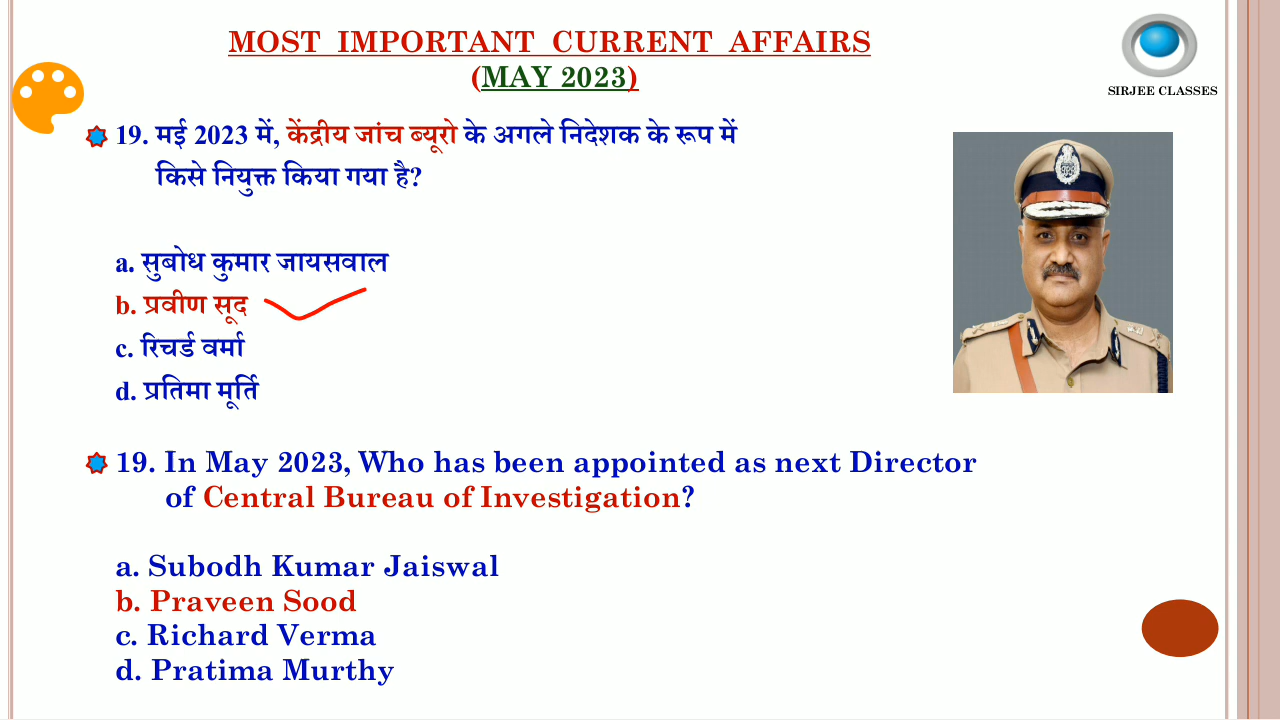 MOST IMPORTANT CURRENT AFFAIRS
(MAY 2023)
SIRJEE CLASSES
19. मई 2023 में, केंद्रीय जांच ब्यूरो के अगले निदेशक के रूप में
किसे नियुक्त किया गया है?
a. सुबोध कुमार जायसवाल
b. प्रवीण सूद
c. रिचर्ड वर्मा
d. प्रतिमा मूर्ति
19. In May 2023, Who has been appointed as next Director
of Central Bureau of Investigation?
a. Subodh Kumar Jaiswal
b. Praveen Sood
c. Richard Verma
d. Pratima Murthy